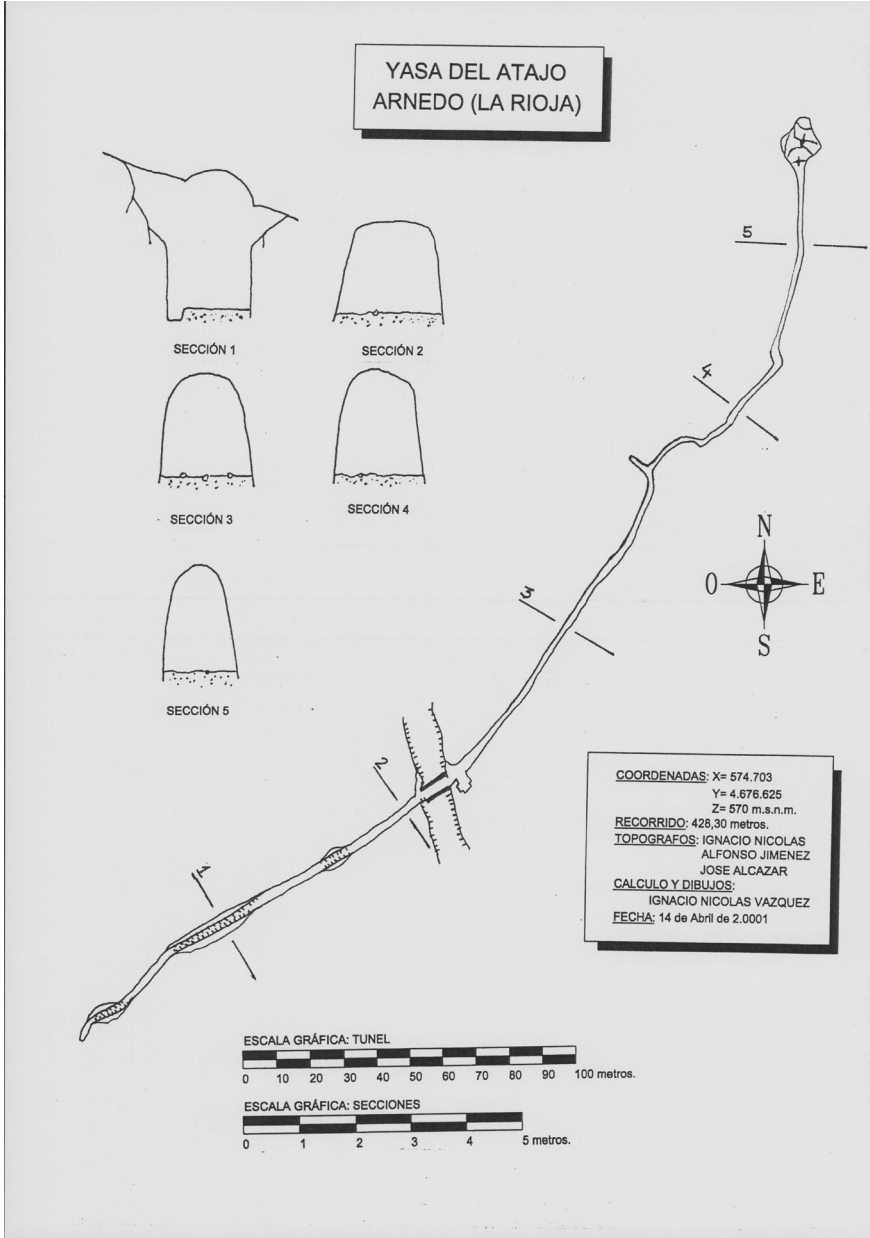 YASA DEL ATAJO
ARNEDO (LA RIOJA)
SECCIÓN 1
SECCIÓN 2
SECCIÓN 3
SECCIÓN 4
SECCIÓN 5
5
4
3
2
1
N
O
E
S
COORDENADAS: X= 574.703
Y= 4.676.625
Z= 570 m.s.n.m.
RECORRIDO: 428,30 metros.
TOPOGRAFOS: IGNACIO NICOLAS
ALFONSO JIMENEZ
JOSE ALCAZAR
CALCULO Y DIBUJOS:
IGNACIO NICOLAS VAZQUEZ
FECHA: 14 de Abril de 2.0001
ESCALA GRÁFICA: TUNEL
0 10 20 30 40 50 60 70 80 90 100 metros.
ESCALA GRÁFICA: SECCIONES
0 1 2 3 4 5 metros.